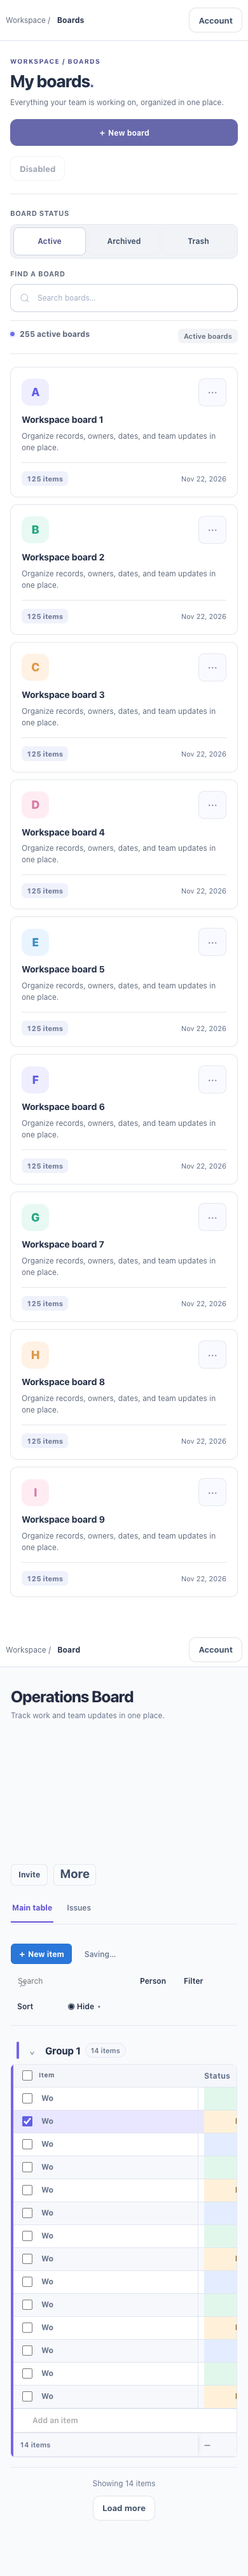 Workspace / Boards
Account
WORKSPACE / BOARDS
My boards.
Everything your team is working on, organized in one place.
+ New board
Disabled
BOARD STATUS
Active
Archived
Trash
FIND A BOARD
Search boards...
255 active boards
Active boards
A
...
Workspace board 1
Organize records, owners, dates, and team updates in
one place.
125 items
Nov 22, 2026
B
...
Workspace board 2
Organize records, owners, dates, and team updates in
one place.
125 items
Nov 22, 2026
C
...
Workspace board 3
Organize records, owners, dates, and team updates in
one place.
125 items
Nov 22, 2026
D
...
Workspace board 4
Organize records, owners, dates, and team updates in
one place.
125 items
Nov 22, 2026
E
...
Workspace board 5
Organize records, owners, dates, and team updates in
one place.
125 items
Nov 22, 2026
F
...
Workspace board 6
Organize records, owners, dates, and team updates in
one place.
125 items
Nov 22, 2026
G
...
Workspace board 7
Organize records, owners, dates, and team updates in
one place.
125 items
Nov 22, 2026
H
...
Workspace board 8
Organize records, owners, dates, and team updates in
one place.
125 items
Nov 22, 2026
I
...
Workspace board 9
Organize records, owners, dates, and team updates in
one place.
125 items
Nov 22, 2026
Workspace / Board
Account
Operations Board
Track work and team updates in one place.
Invite
More
Main table
Issues
+ New item
Saving...
Search
Person
Filter
Sort
Hide
Group 1
14 items
Item
Status
Wo
Wo
Wo
Wo
Wo
Wo
Wo
Wo
Wo
Wo
Wo
Wo
Wo
Wo
Add an item
14 items
—
Showing 14 items
Load more